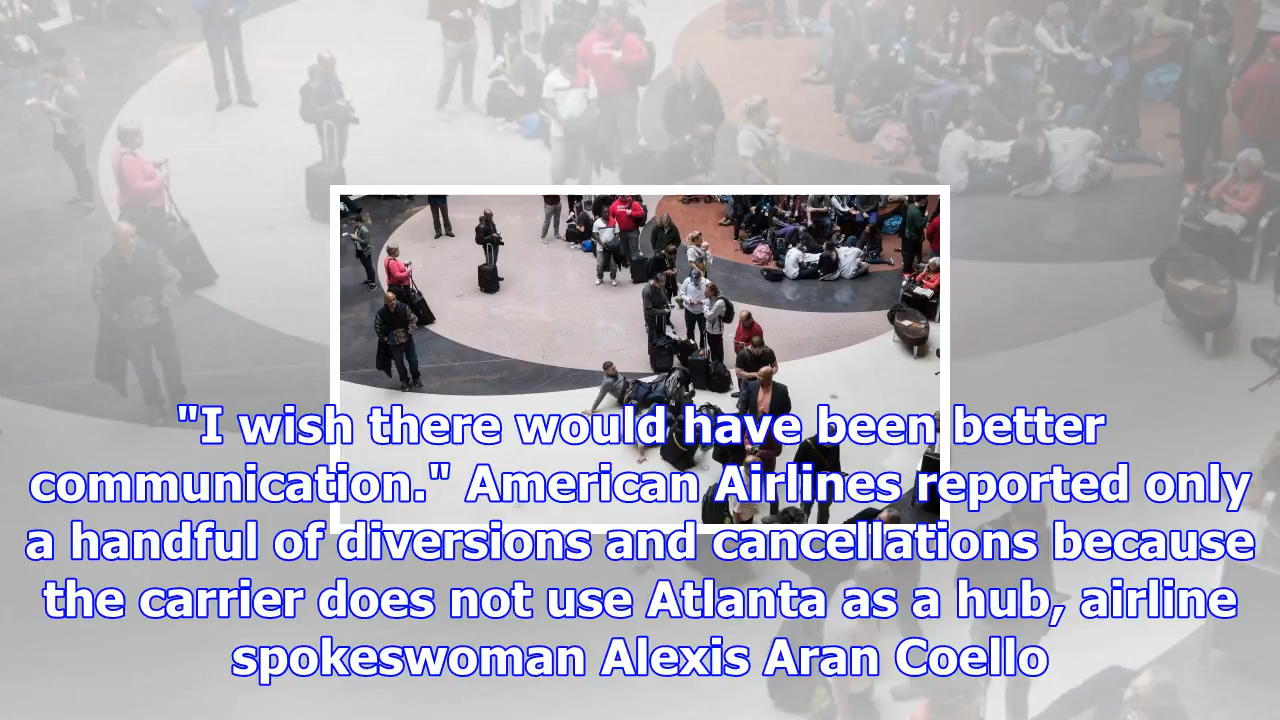 "I wish there would have been better
communication." American Airlines reported only
a handful of diversions and cancellations because
the carrier does not use Atlanta as a hub, airline
spokeswoman Alexis Aran Coello